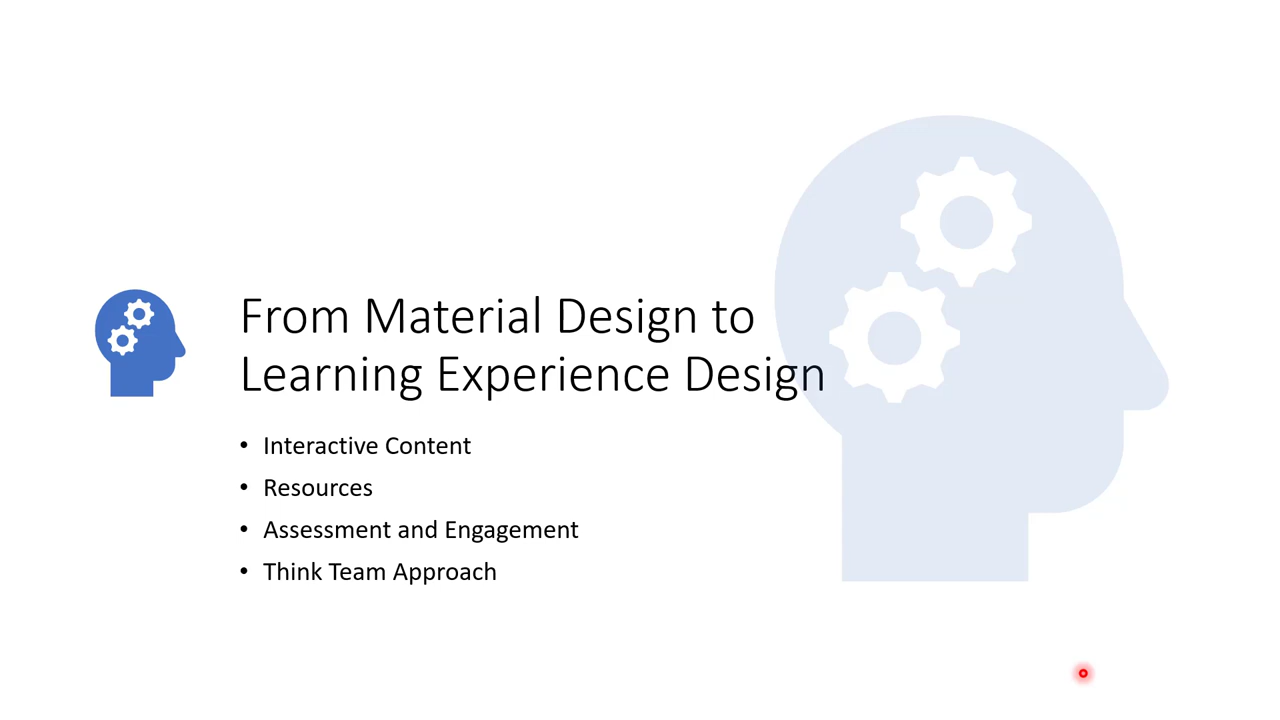 From Material Design to
Learning Experience Design
• Interactive Content
• Resources
• Assessment and Engagement
• Think Team Approach